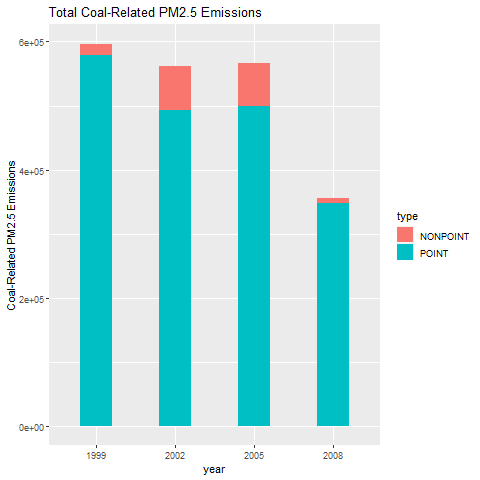 Total Coal-Related PM2.5 Emissions
6e+05
4e+05
2e+05
0e+00
Coal-Related PM2.5 Emissions
1999 2002 2005 2008
year
type
NONPOINT
POINT